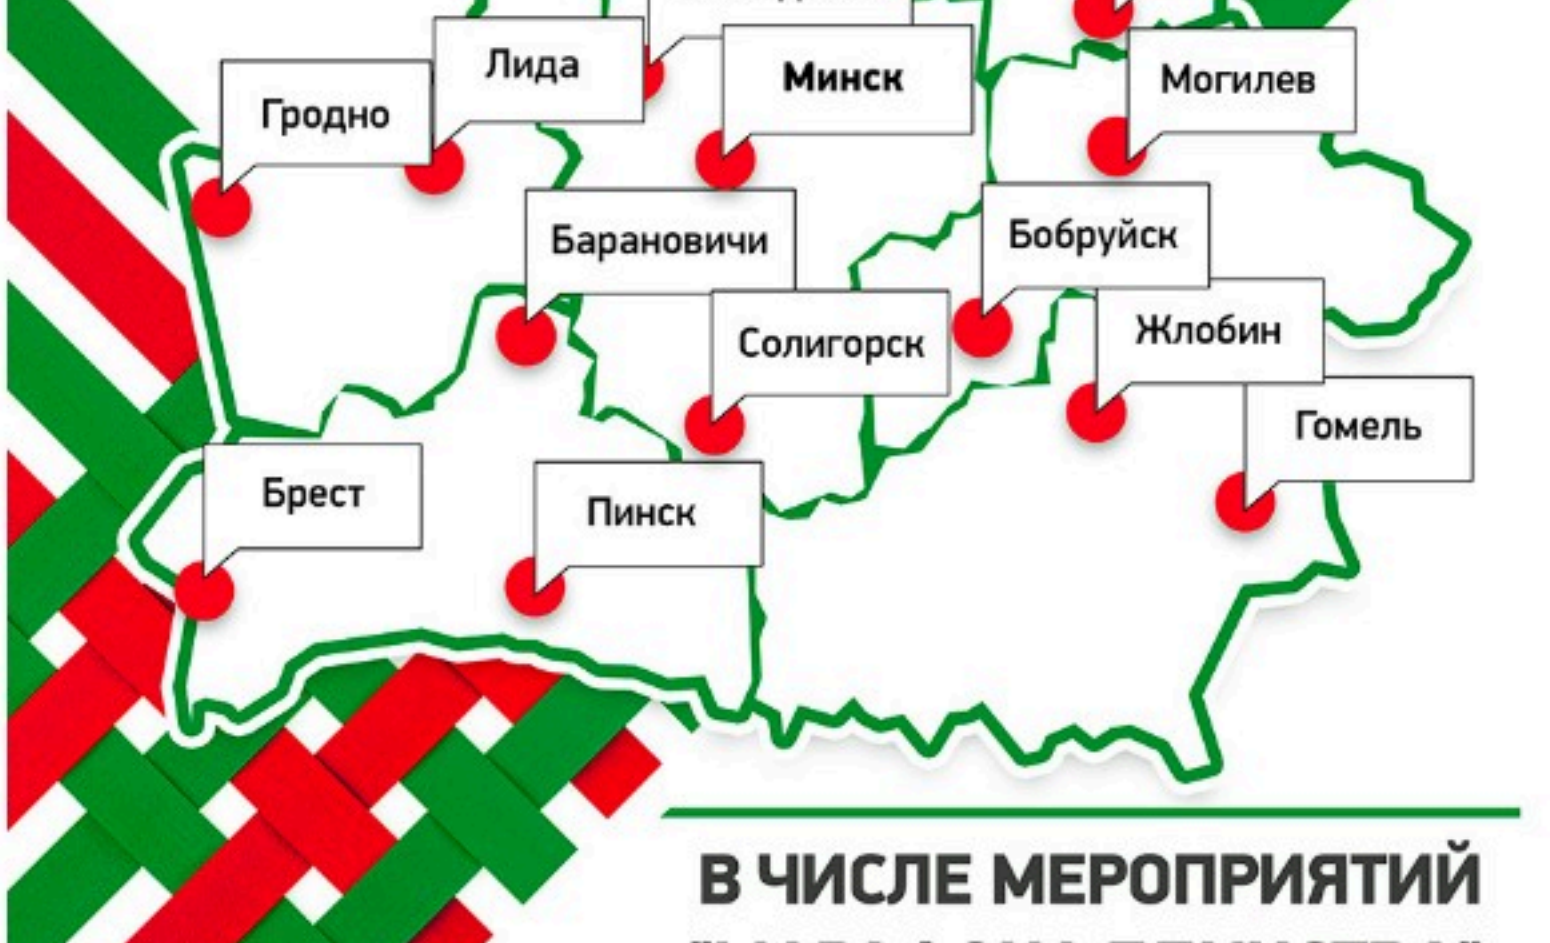 Лида
Минск
Могилев
Гродно
Барановичи
Бобруйск
Солигорск
Жлобин
Гомель
Брест
Пинск
В ЧИСЛЕ МЕРОПРИЯТИЙ